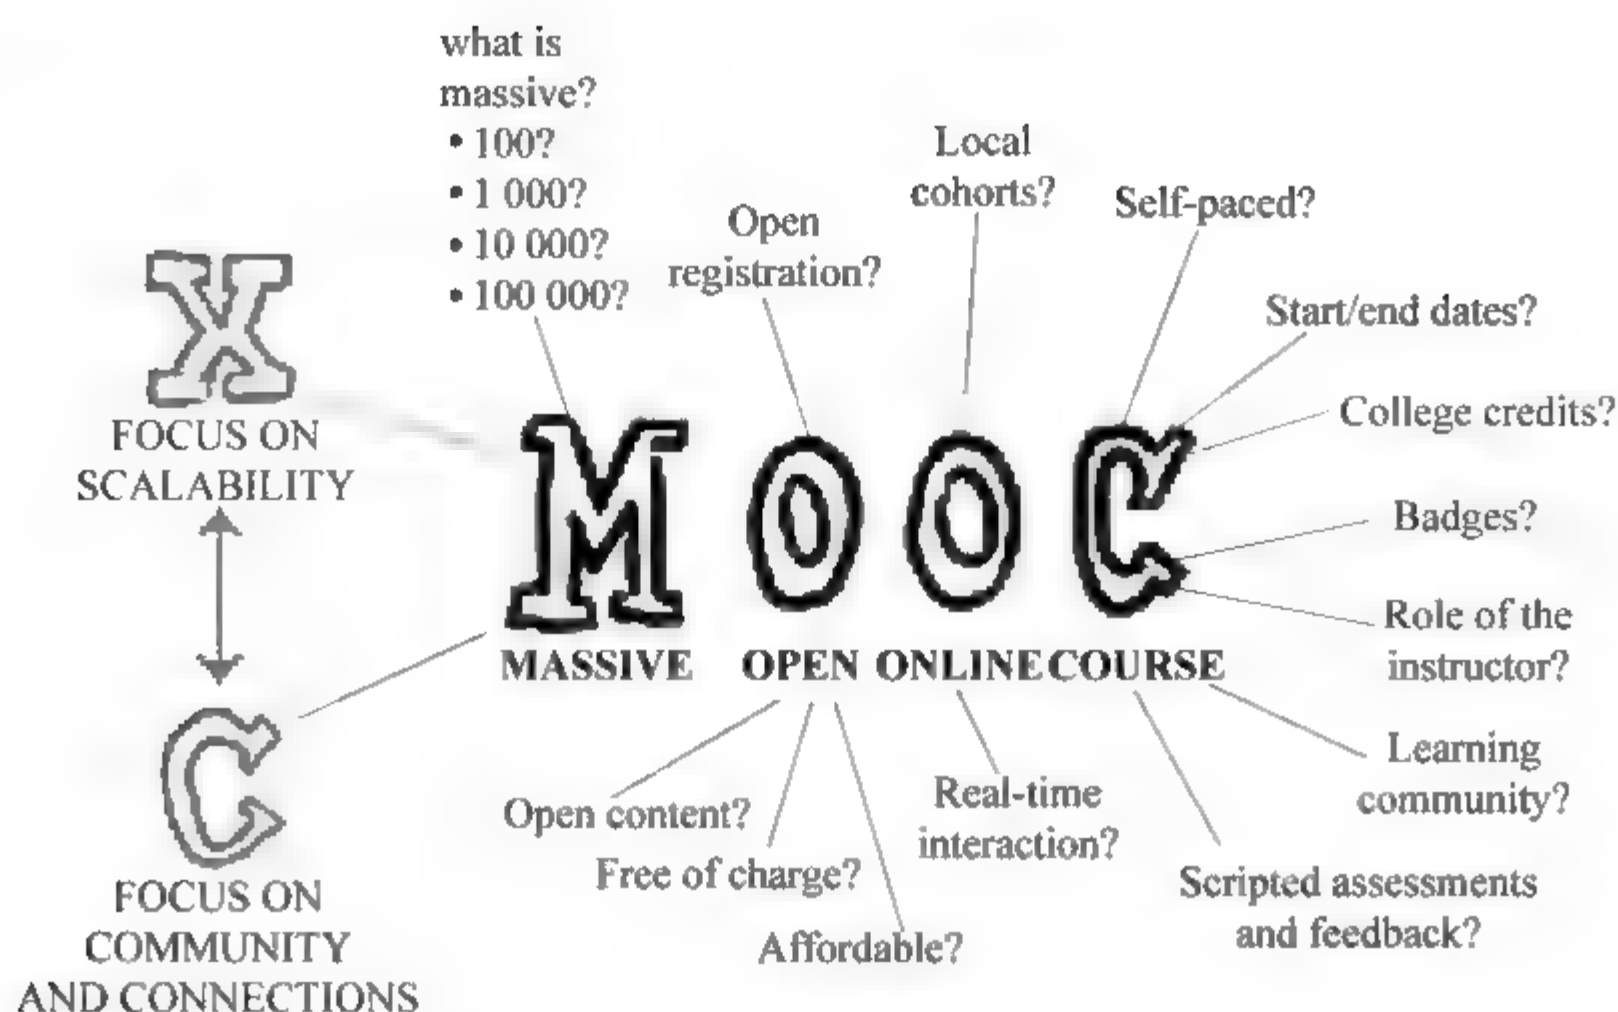 what is
massive?
• 100?
• 1 000?
• 10 000?
• 100 000?
Open
registration?
Local
cohorts?
Self-paced?
Start/end dates?
College credits?
Badges?
Role of the
instructor?
Learning
community?
Scripted assessments
and feedback?
Real-time
interaction?
Affordable?
Free of charge?
Open content?
X
FOCUS ON
SCALABILITY
C
FOCUS ON
COMMUNITY
AND CONNECTIONS
MOOC
MASSIVE OPEN ONLINE COURSE